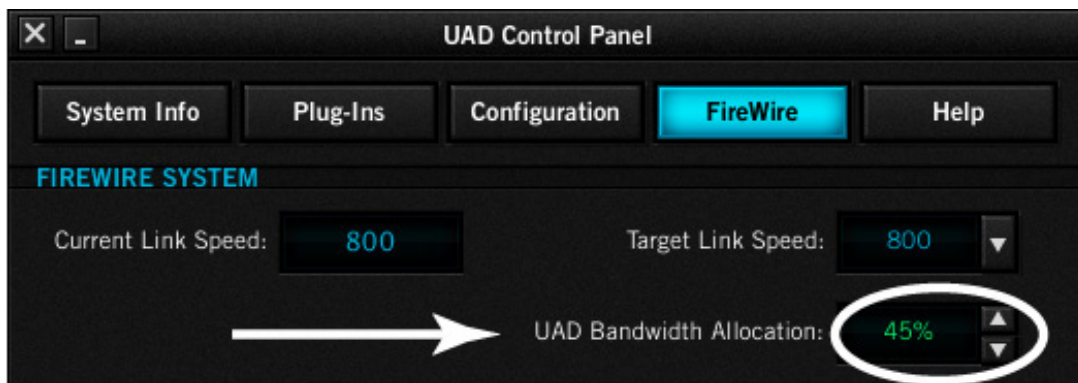 UAD Control Panel
System Info Plug-Ins Configuration FireWire Help
FIREWIRE SYSTEM
Current Link Speed: 800 Target Link Speed: 800
UAD Bandwidth Allocation: 45%